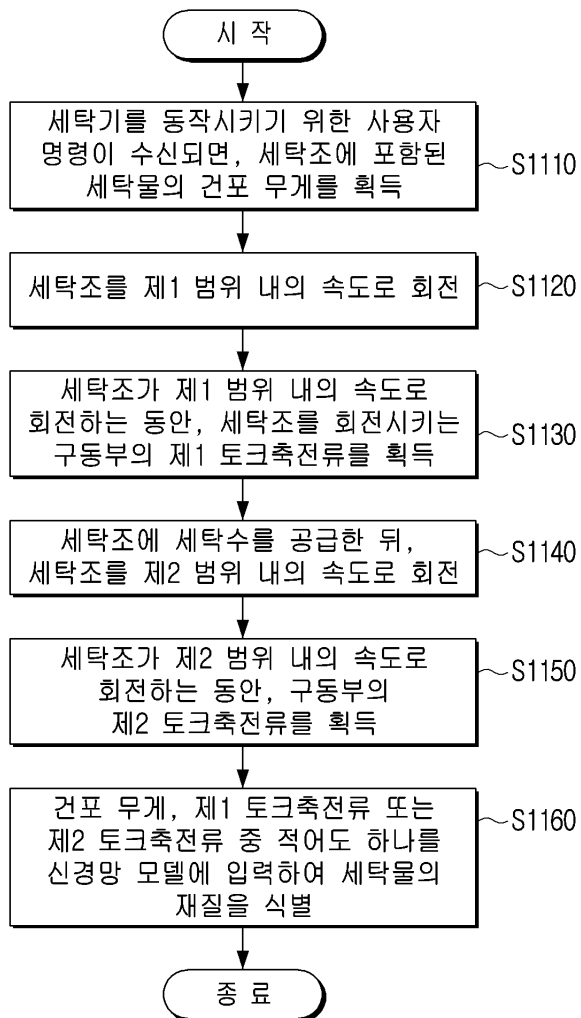 시 작
세탁기를 동작시키기 위한 사용자
명령이 수신되면, 세탁조에 포함된
세탁물의 건포 무게를 획득
S1110
세탁조를 제1 범위 내의 속도로 회전
S1120
세탁조가 제1 범위 내의 속도로
회전하는 동안, 세탁조를 회전시키는
구동부의 제1 토크축전류를 획득
S1130
세탁조에 세탁수를 공급한 뒤,
세탁조를 제2 범위 내의 속도로 회전
S1140
세탁조가 제2 범위 내의 속도로
회전하는 동안, 구동부의
제2 토크축전류를 획득
S1150
건포 무게, 제1 토크축전류 또는
제2 토크축전류 중 적어도 하나를
신경망 모델에 입력하여 세탁물의
재질을 식별
S1160
종 료